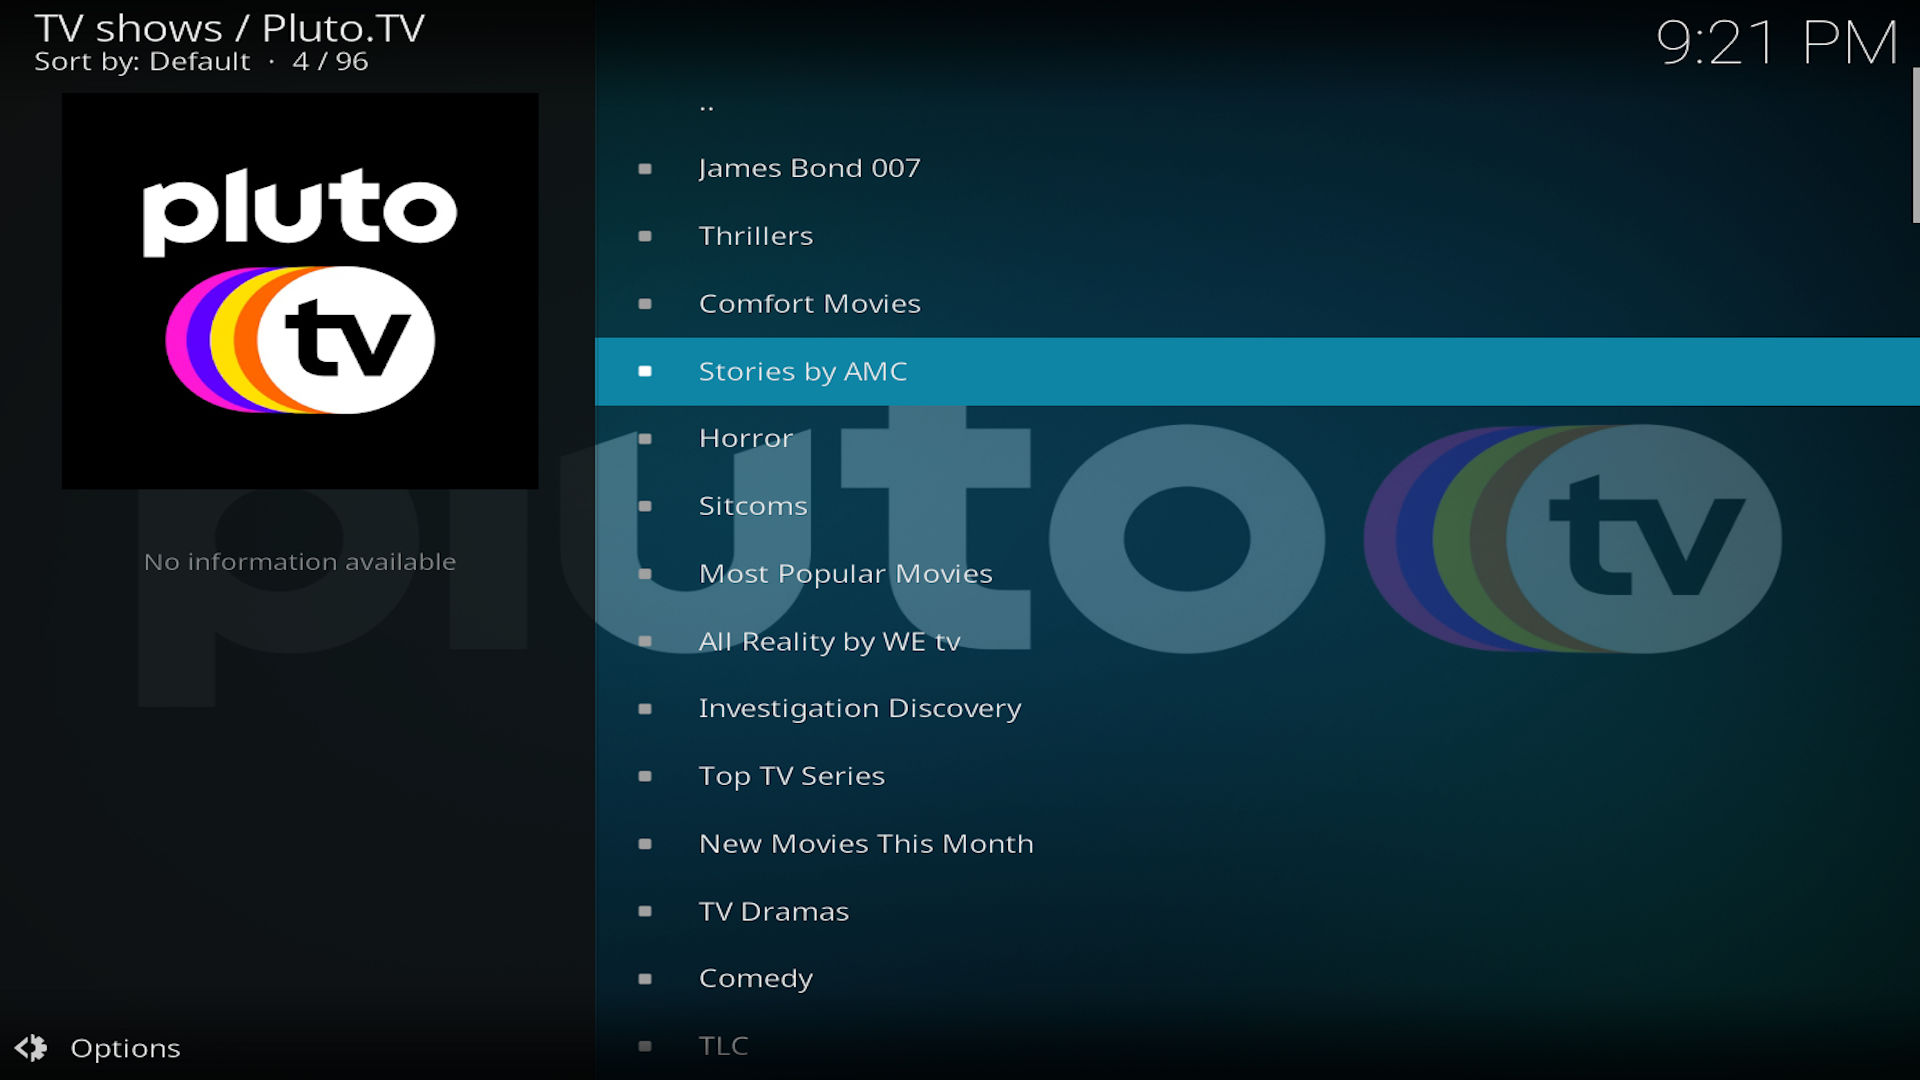 TV shows / Pluto.TV
Sort by: Default · 4 / 96
9:21 PM
pluto
tv
No information available
..
James Bond 007
Thrillers
Comfort Movies
Stories by AMC
Horror
Sitcoms
Most Popular Movies
All Reality by WE tv
Investigation Discovery
Top TV Series
New Movies This Month
TV Dramas
Comedy
TLC
pluto tv
Options